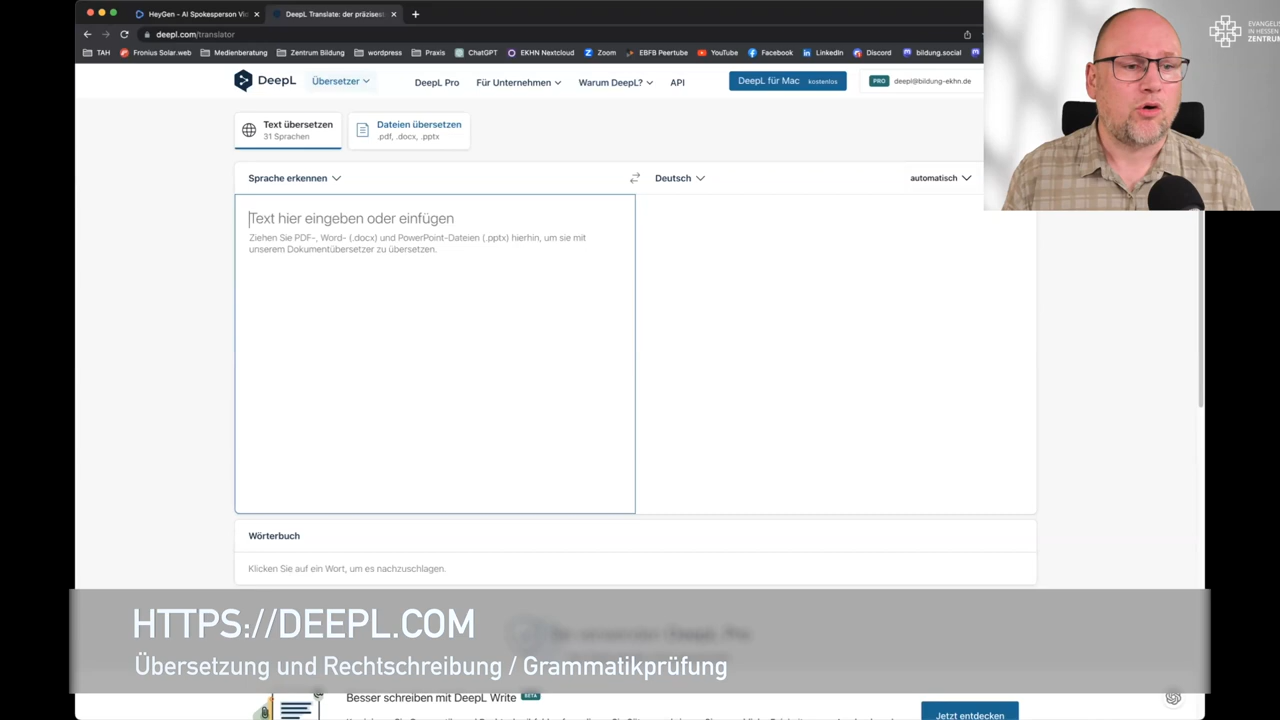 HeyGen - AI Spokesperson Vi
DeepL Translate: der präzisest
deepl.com/translator
TAH
Fronius Solar.web
Medienberatung
Zentrum Bildung
wordpress
Praxis
ChatGPT
EKHN Nextcloud
Zoom
EBFB Peertube
YouTube
Facebook
LinkedIn
Discord
bildung.social
EVANGELIS
IN HESSEN
ZENTRU
DeepL
Übersetzer
DeepL Pro
Für Unternehmen
Warum DeepL?
API
DeepL für Mac kostenlos
PRO deepl@bildung-ekhn.de
Text übersetzen
31 Sprachen
Dateien übersetzen
.pdf, .docx, .pptx
Sprache erkennen
Deutsch
automatisch
Text hier eingeben oder einfügen
Ziehen Sie PDF-, Word- (.docx) und PowerPoint-Dateien (.pptx) hierhin, um sie mit
unserem Dokumentübersetzer zu übersetzen.
Wörterbuch
Klicken Sie auf ein Wort, um es nachzuschlagen.
HTTPS://DEEPL.COM
Übersetzung und Rechtschreibung / Grammatikprüfung
Besser schreiben mit DeepL Write BETA
Jetzt entdecken